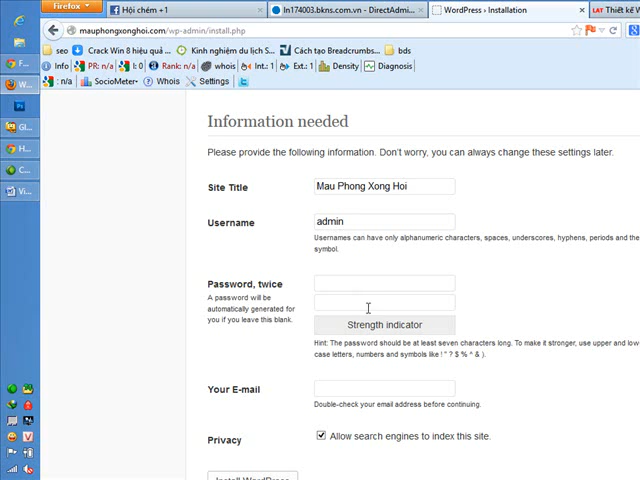 Firefox
Hội chém +1
ln174003.bkns.com.vn - DirectAdmi...
WordPress › Installation
LAT Thiết kế W
mauphongxonghoi.com/wp-admin/install.php
seo
Crack Win 8 hiệu quả ...
Kinh nghiệm du lịch S...
Cách tạo Breadcrumbs...
bds
Info
PR: n/a
I: 0
Rank: n/a
whois
Int.: 1
Ext.: 1
Density
Diagnosis
: n/a
SocioMeter
Whois
Settings
F...
W...
Gl...
H...
C...
Vi...
Information needed
Please provide the following information. Don't worry, you can always change these settings later.
Site Title
Mau Phong Xong Hoi
Username
admin
Usernames can have only alphanumeric characters, spaces, underscores, hyphens, periods and the
symbol.
Password, twice
A password will be
automatically generated for
you if you leave this blank.
Strength indicator
Hint: The password should be at least seven characters long. To make it stronger, use upper and low
case letters, numbers and symbols like ! " ? $ % ^ & ).
Your E-mail
Double-check your email address before continuing.
Privacy
Allow search engines to index this site.
Install WordPress